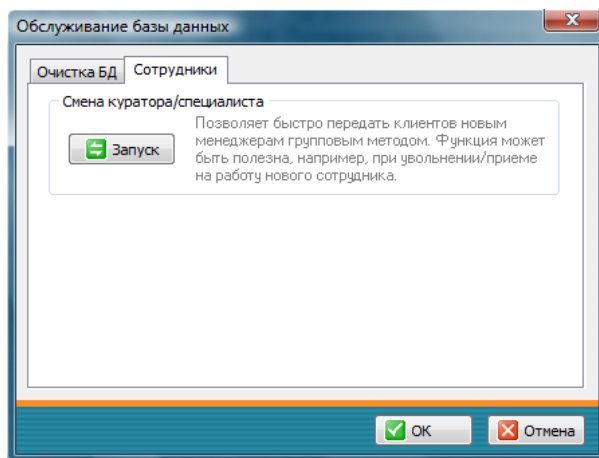 Обслуживание базы данных
Очистка БД
Сотрудники
Смена куратора/специалиста
Запуск
Позволяет быстро передать клиентов новым
менеджерам групповым методом. Функция может
быть полезна, например, при увольнении/приеме
на работу нового сотрудника.
ОК
Отмена